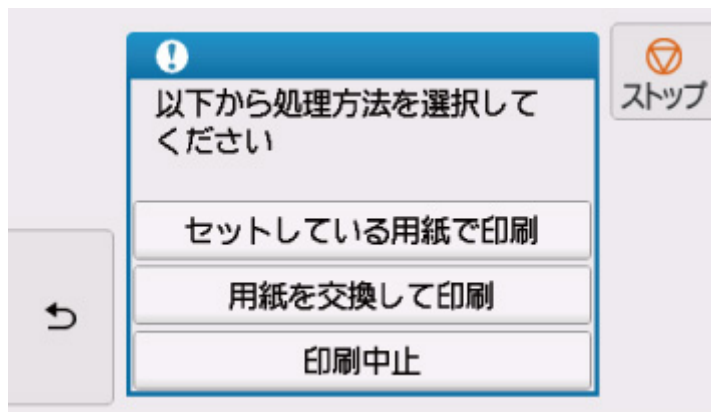 以下から処理方法を選択して
ください
セットしている用紙で印刷
用紙を交換して印刷
印刷中止
ストップ